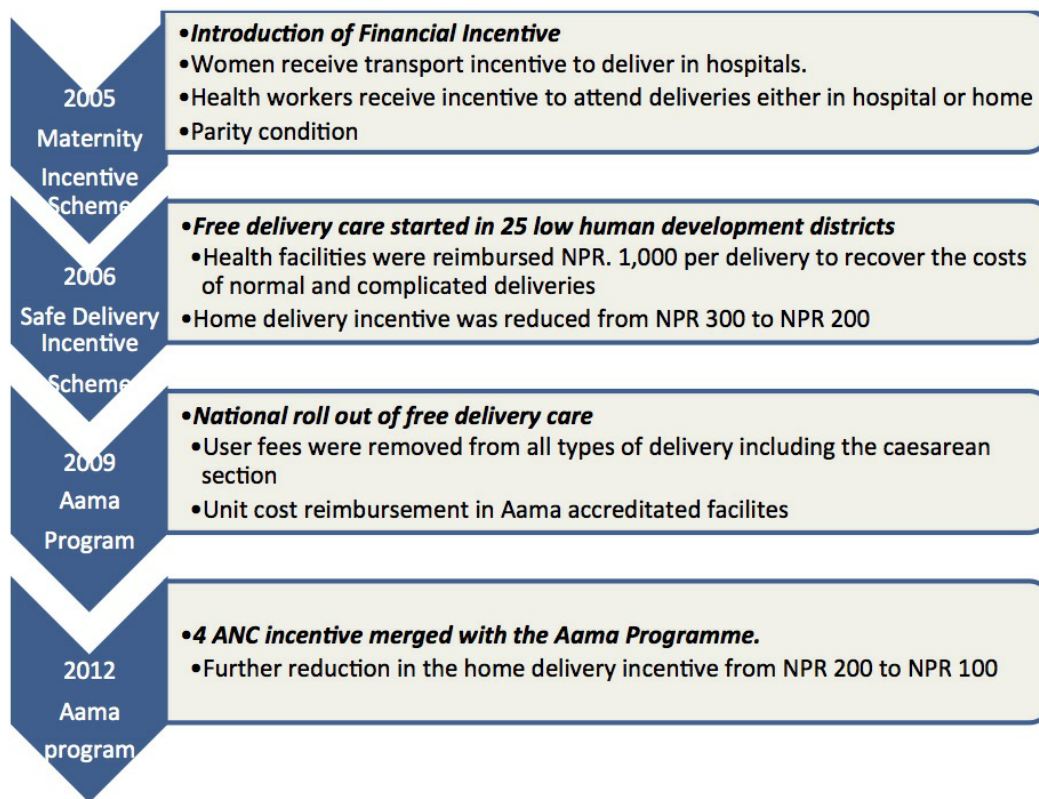 2005
Maternity
Incentive
Scheme
•Introduction of Financial Incentive
•Women receive transport incentive to deliver in hospitals.
•Health workers receive incentive to attend deliveries either in hospital or home
•Parity condition
2006
Safe Delivery
Incentive
Scheme
•Free delivery care started in 25 low human development districts
•Health facilities were reimbursed NPR. 1,000 per delivery to recover the costs
of normal and complicated deliveries
•Home delivery incentive was reduced from NPR 300 to NPR 200
2009
Aama
Program
•National roll out of free delivery care
•User fees were removed from all types of delivery including the caesarean
section
•Unit cost reimbursement in Aama accreditated facilites
2012
Aama
program
•4 ANC incentive merged with the Aama Programme.
•Further reduction in the home delivery incentive from NPR 200 to NPR 100